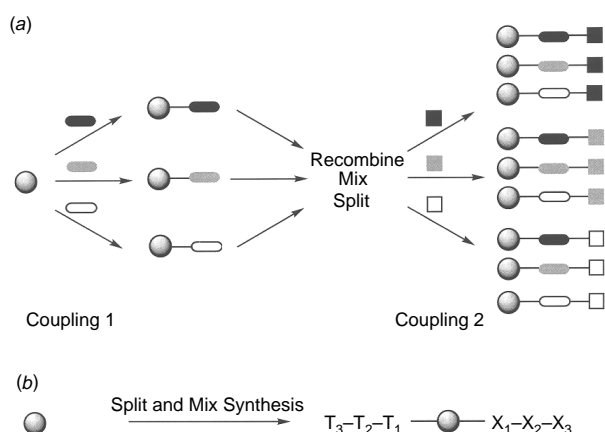 (a)
Recombine
Mix
Split
Coupling 1
Coupling 2
(b)
Split and Mix Synthesis
T₃–T₂–T₁
X₁–X₂–X₃